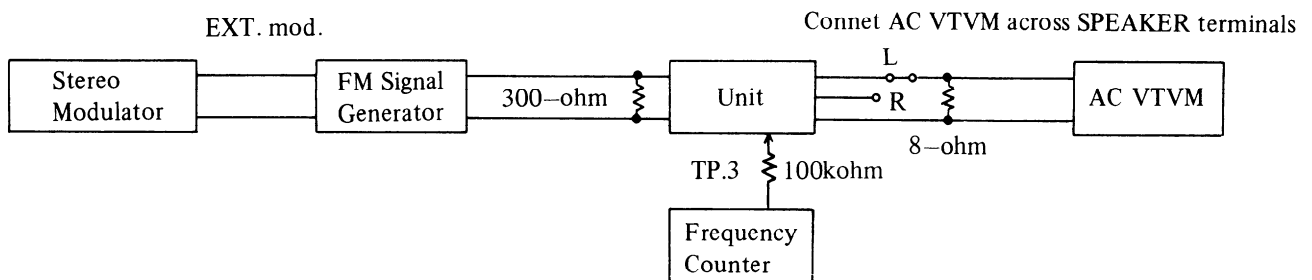 Connet AC VTVM across SPEAKER terminals
EXT. mod.
Stereo
Modulator
FM Signal
Generator
300–ohm
Unit
L
R
8–ohm
AC VTVM
TP.3
100kohm
Frequency
Counter